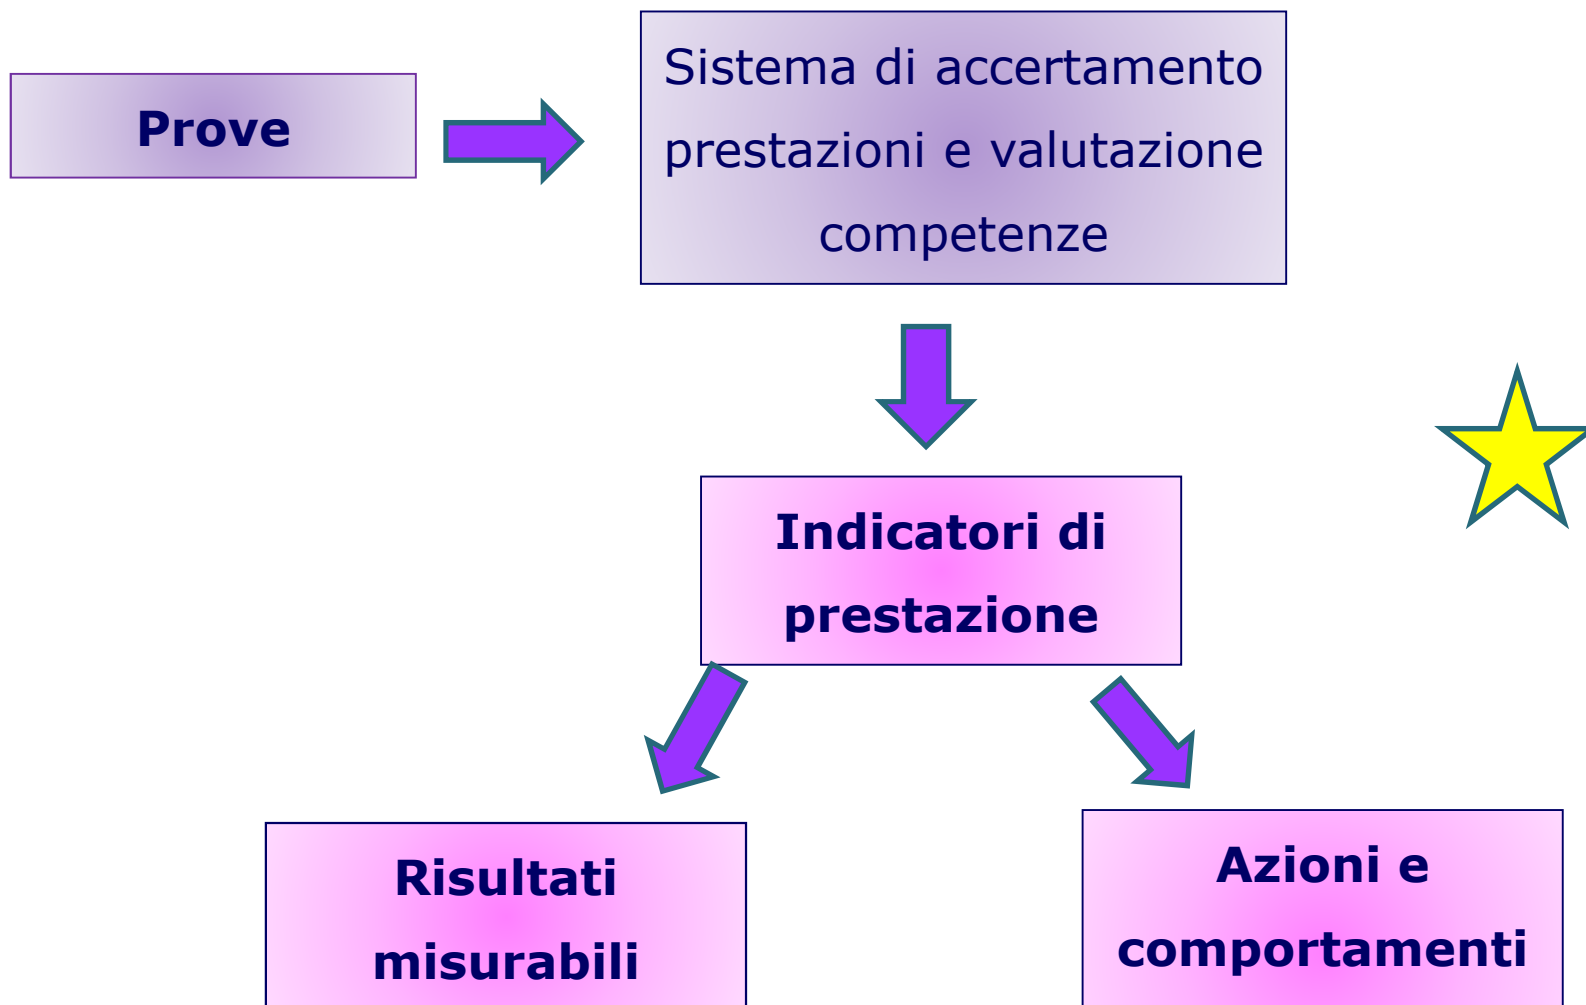 Prove
Sistema di accertamento
prestazioni e valutazione
competenze
Indicatori di
prestazione
Risultati
misurabili
Azioni e
comportamenti